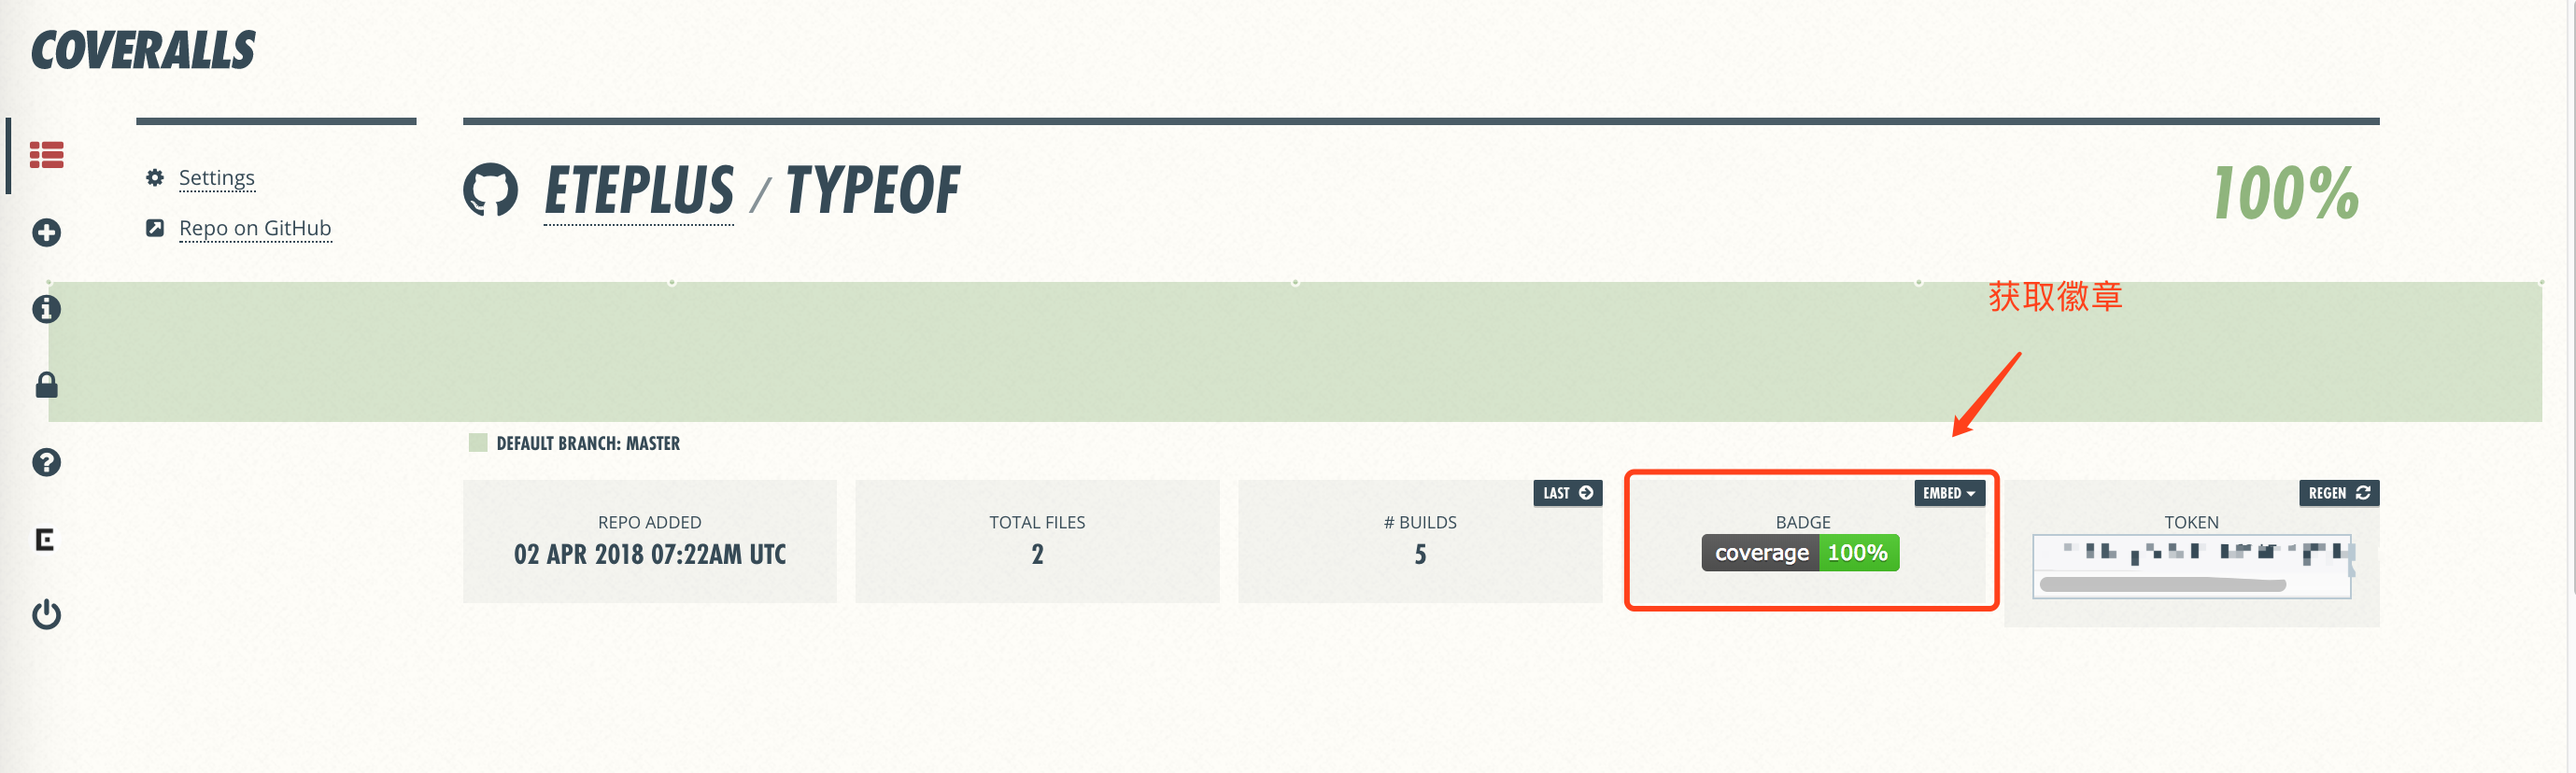 COVERALLS
Settings
Repo on GitHub
ETEPLUS / TYPEOF
100%
获取徽章
DEFAULT BRANCH: MASTER
REPO ADDED
02 APR 2018 07:22AM UTC
TOTAL FILES
2
LAST
# BUILDS
5
EMBED
BADGE
coverage 100%
REGEN
TOKEN